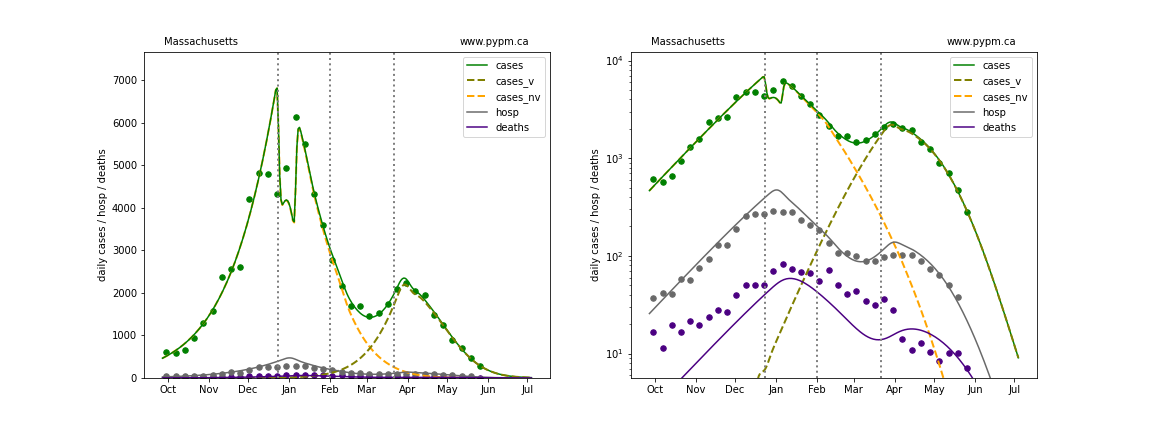 Massachusetts www.pypm.ca
7000
6000
5000
4000
3000
2000
1000
0
daily cases / hosp / deaths
cases
cases_v
cases_nv
hosp
deaths
Oct Nov Dec Jan Feb Mar Apr May Jun Jul
Massachusetts www.pypm.ca
10⁴
10³
10²
10¹
daily cases / hosp / deaths
cases
cases_v
cases_nv
hosp
deaths
Oct Nov Dec Jan Feb Mar Apr May Jun Jul